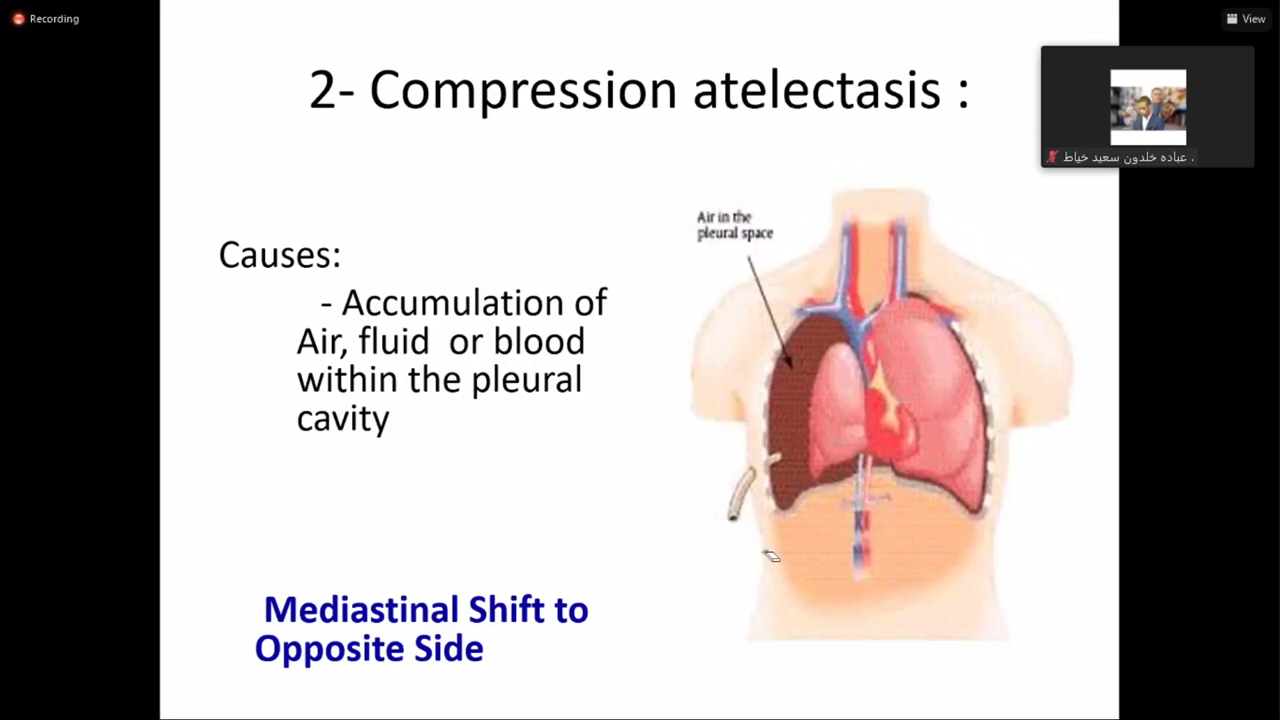 Recording
View
2- Compression atelectasis :
. عباده خلدون سعيد خياط
Air in the
pleural space
Causes:
- Accumulation of
Air, fluid or blood
within the pleural
cavity
Mediastinal Shift to
Opposite Side